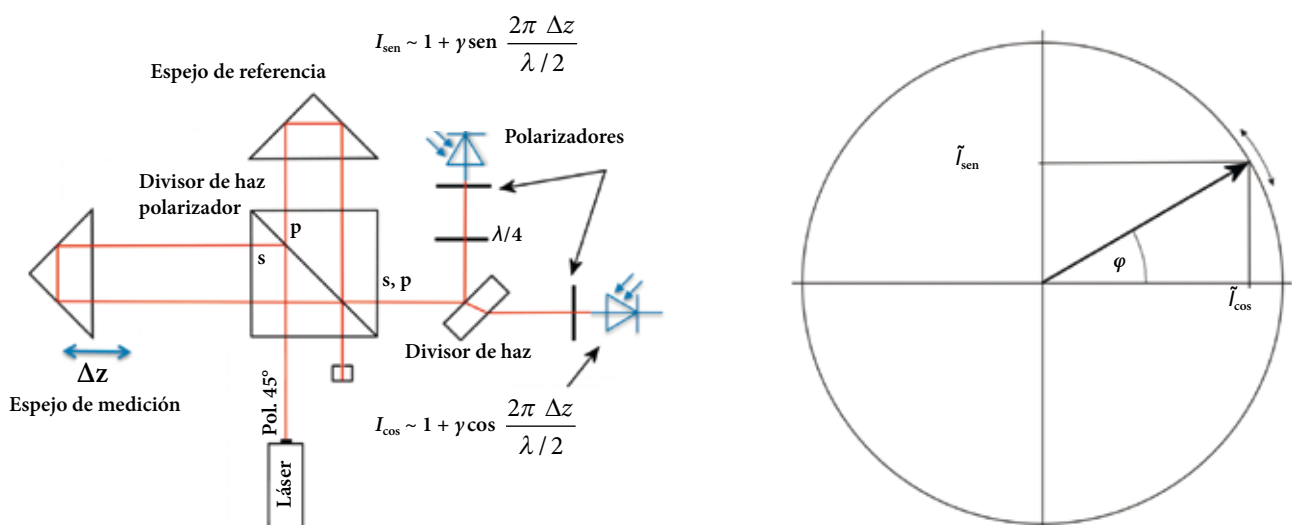 I_sen ~ 1 + γ sen 2π Δz / λ/2
Espejo de referencia
Polarizadores
Divisor de haz
polarizador
p
s
λ/4
s, p
Divisor de haz
Δz
Espejo de medición
Pol. 45°
Láser
I_cos ~ 1 + γ cos 2π Δz / λ/2
Ĩ_sen
φ
Ĩ_cos